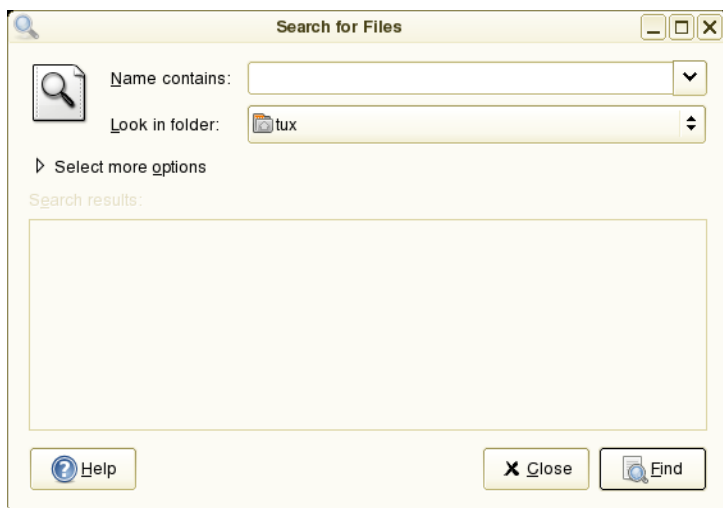 Search for Files
Name contains:
Look in folder: tux
Select more options
Search results:
Help Close Find